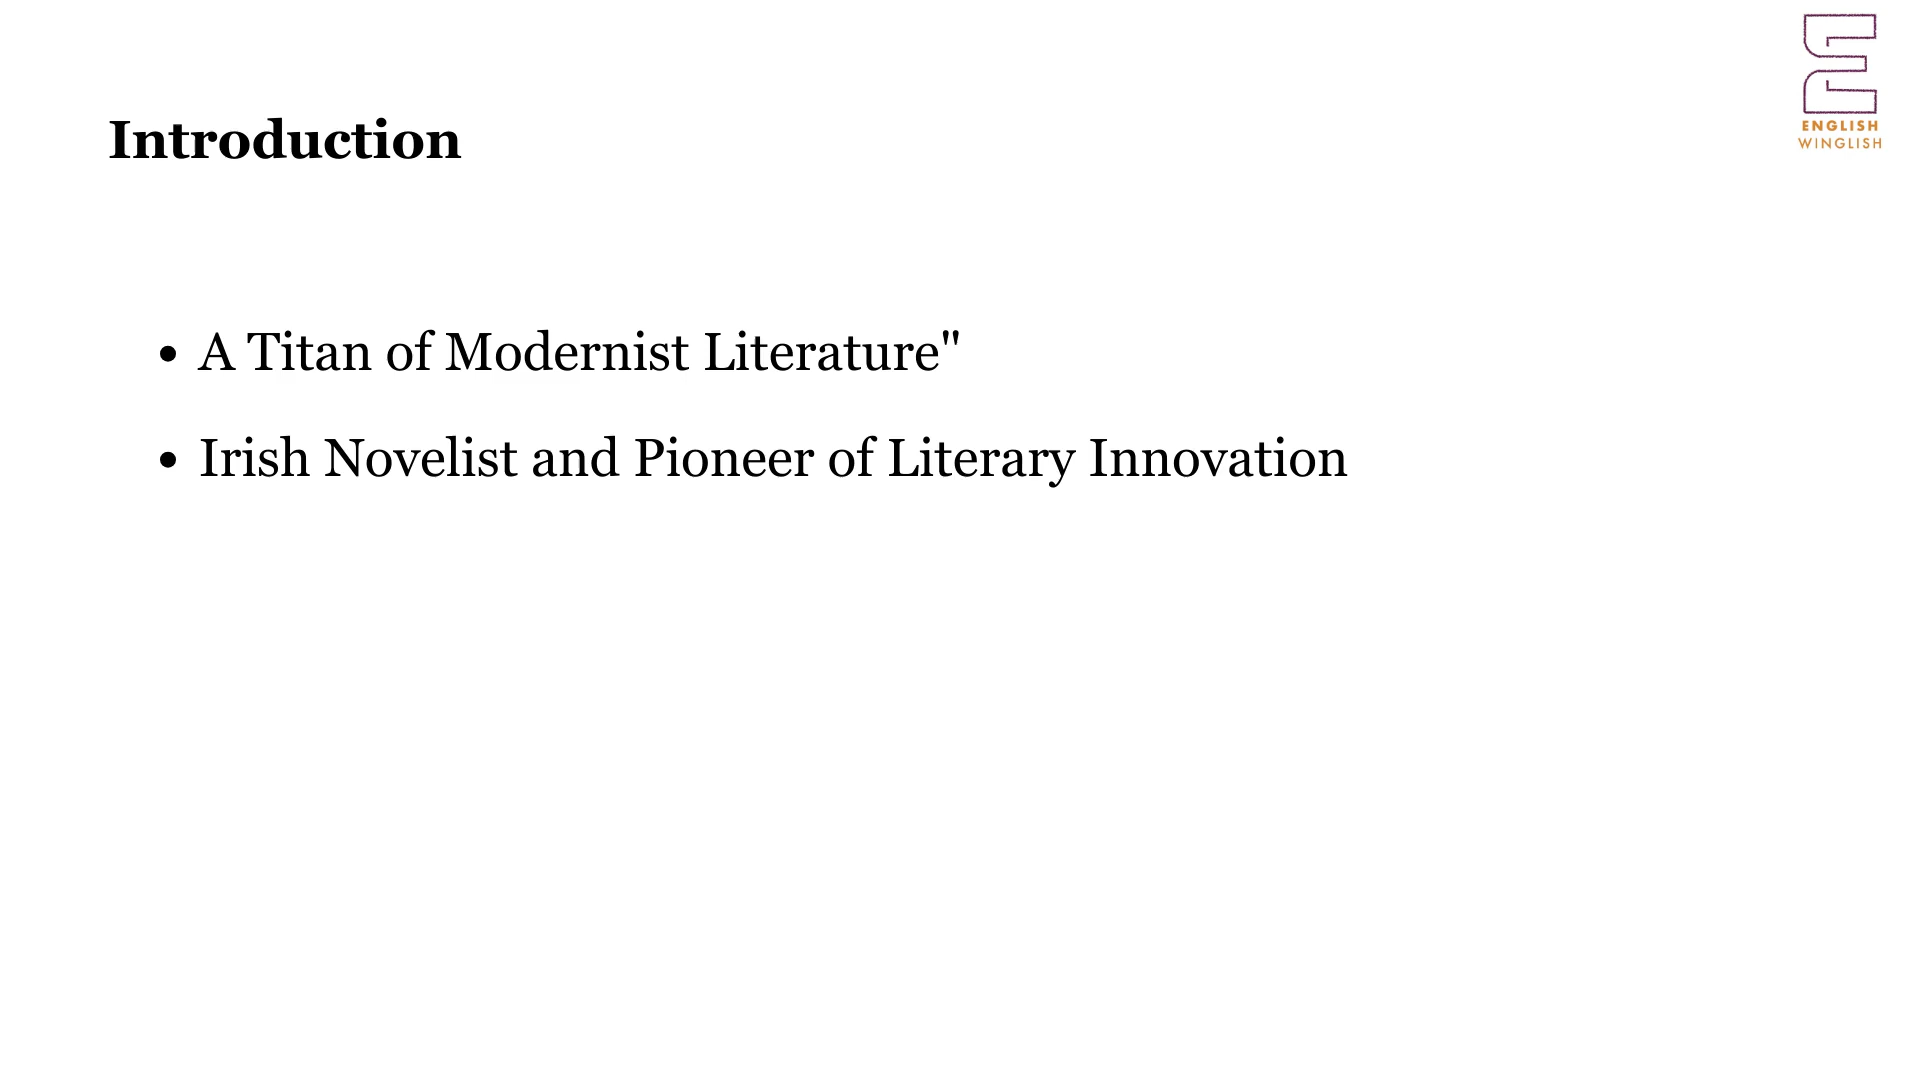 ENGLISH
WINGLISH
Introduction
• A Titan of Modernist Literature"
• Irish Novelist and Pioneer of Literary Innovation